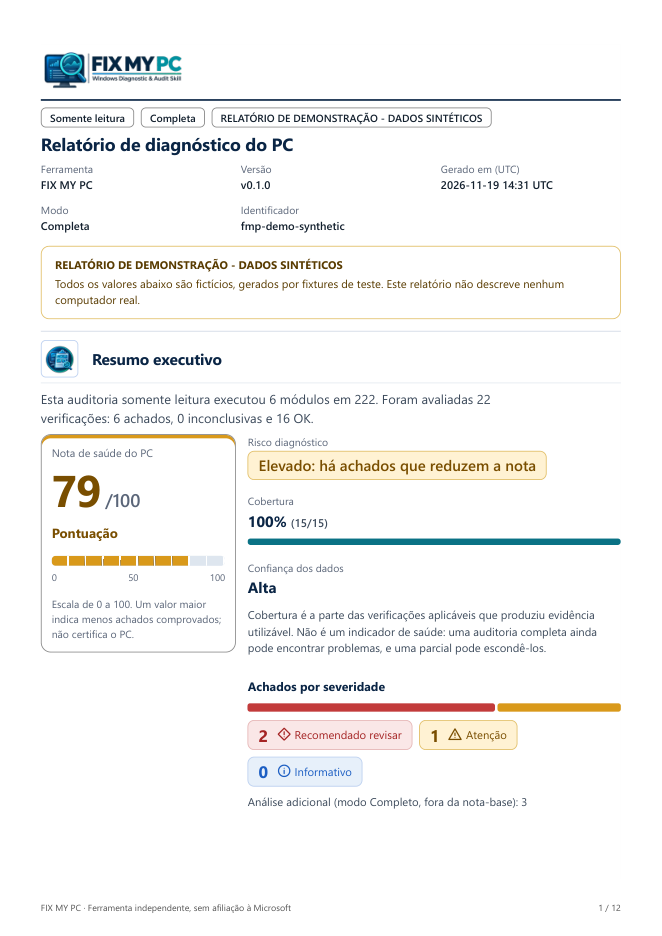 FIX MY PC
Windows Diagnostic & Audit Skill
Somente leitura
Completa
RELATÓRIO DE DEMONSTRAÇÃO - DADOS SINTÉTICOS
Relatório de diagnóstico do PC
Ferramenta
FIX MY PC
Versão
v0.1.0
Gerado em (UTC)
2026-11-19 14:31 UTC
Modo
Completa
Identificador
fmp-demo-synthetic
RELATÓRIO DE DEMONSTRAÇÃO - DADOS SINTÉTICOS
Todos os valores abaixo são fictícios, gerados por fixtures de teste. Este relatório não descreve nenhum
computador real.
Resumo executivo
Esta auditoria somente leitura executou 6 módulos em 222. Foram avaliadas 22
verificações: 6 achados, 0 inconclusivas e 16 OK.
Nota de saúde do PC
79 /100
Pontuação
0 50 100
Escala de 0 a 100. Um valor maior
indica menos achados comprovados;
não certifica o PC.
Risco diagnóstico
Elevado: há achados que reduzem a nota
Cobertura
100% (15/15)
Confiança dos dados
Alta
Cobertura é a parte das verificações aplicáveis que produziu evidência
utilizável. Não é um indicador de saúde: uma auditoria completa ainda
pode encontrar problemas, e uma parcial pode escondê-los.
Achados por severidade
2 Recomendado revisar
1 Atenção
0 Informativo
Análise adicional (modo Completo, fora da nota-base): 3
FIX MY PC · Ferramenta independente, sem afiliação à Microsoft
1 / 12